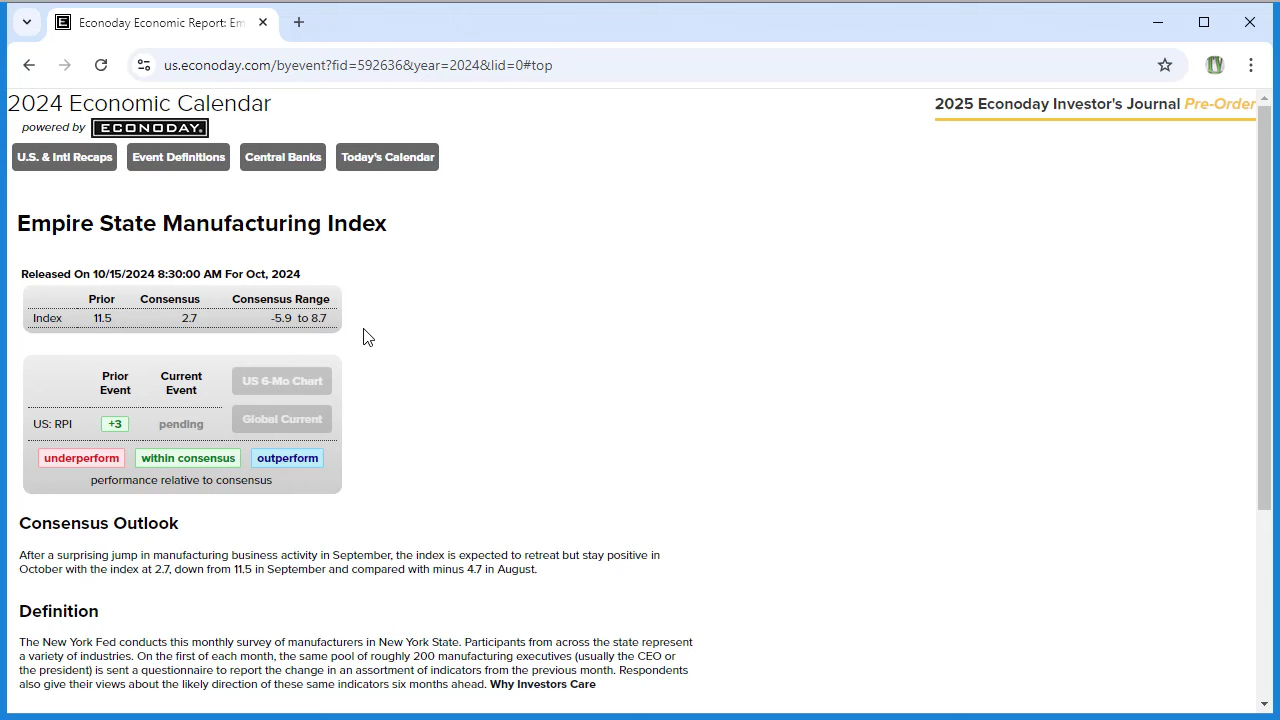 Econoday Economic Report: Em
us.econoday.com/byevent?fid=592636&year=2024&lid=0#top
2024 Economic Calendar
2025 Econoday Investor's Journal Pre-Order
powered by ECONODAY
U.S. & Intl Recaps Event Definitions Central Banks Today's Calendar
Empire State Manufacturing Index
Released On 10/15/2024 8:30:00 AM For Oct, 2024
Prior Consensus Consensus Range
Index 11.5 2.7 -5.9 to 8.7
Prior Event Current Event US 6-Mo Chart
Global Current
US: RPI +3 pending
underperform within consensus outperform
performance relative to consensus
Consensus Outlook
After a surprising jump in manufacturing business activity in September, the index is expected to retreat but stay positive in
October with the index at 2.7, down from 11.5 in September and compared with minus 4.7 in August.
Definition
The New York Fed conducts this monthly survey of manufacturers in New York State. Participants from across the state represent
a variety of industries. On the first of each month, the same pool of roughly 200 manufacturing executives (usually the CEO or
the president) is sent a questionnaire to report the change in an assortment of indicators from the previous month. Respondents
also give their views about the likely direction of these same indicators six months ahead. Why Investors Care